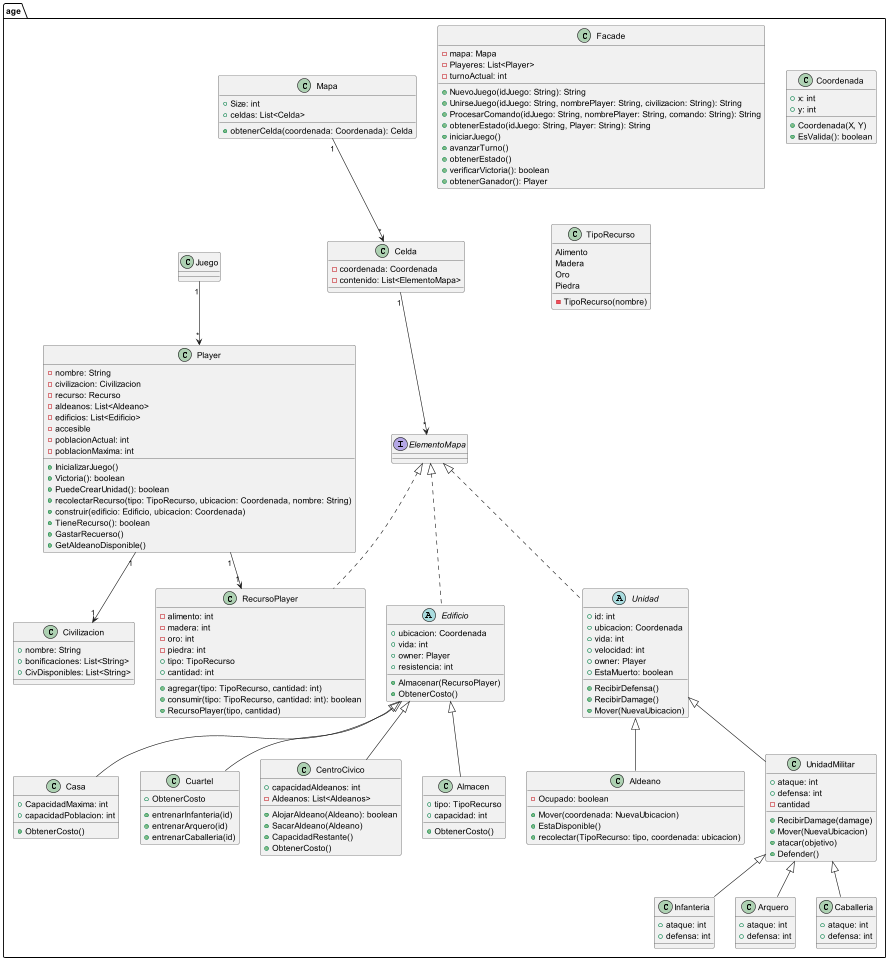 age
C Facade
mapa: Mapa
Playeres: List<Player>
turnoActual: int
NuevoJuego(idJuego: String): String
UnirseJuego(idJuego: String, nombrePlayer: String, civilizacion: String): String
ProcesarComando(idJuego: String, nombrePlayer: String, comando: String): String
obtenerEstado(idJuego: String, Player: String): String
iniciarJuego()
avanzarTurno()
obtenerEstado()
verificarVictoria(): boolean
obtenerGanador(): Player
C Coordenada
x: int
y: int
Coordenada(X, Y)
EsValida(): boolean
C Mapa
Size: int
celdas: List<Celda>
obtenerCelda(coordenada: Coordenada): Celda
1
*
C TipoRecurso
Alimento
Madera
Oro
Piedra
TipoRecurso(nombre)
C Celda
coordenada: Coordenada
contenido: List<ElementoMapa>
1
C Juego
1
*
C Player
nombre: String
civilizacion: Civilizacion
recurso: Recurso
aldeanos: List<Aldeano>
edificios: List<Edificio>
accesible
poblacionActual: int
poblacionMaxima: int
InicializarJuego()
Victoria(): boolean
PuedeCrearUnidad(): boolean
recolectarRecurso(tipo: TipoRecurso, ubicacion: Coordenada, nombre: String)
construir(edificio: Edificio, ubicacion: Coordenada)
TieneRecurso(): boolean
GastarRecuerso()
GetAldeanoDisponible()
1
1
1
1
I ElementoMapa
C Civilizacion
nombre: String
bonificaciones: List<String>
CivDisponibles: List<String>
C RecursoPlayer
alimento: int
madera: int
oro: int
piedra: int
tipo: TipoRecurso
cantidad: int
agregar(tipo: TipoRecurso, cantidad: int)
consumir(tipo: TipoRecurso, cantidad: int): boolean
RecursoPlayer(tipo, cantidad)
A Edificio
ubicacion: Coordenada
vida: int
owner: Player
resistencia: int
Almacenar(RecursoPlayer)
ObtenerCosto()
A Unidad
id: int
ubicacion: Coordenada
vida: int
velocidad: int
owner: Player
EstaMuerto: boolean
RecibirDefensa()
RecibirDamage()
Mover(NuevaUbicacion)
C Casa
CapacidadMaxima: int
capacidadPoblacion: int
ObtenerCosto()
C Cuartel
ObtenerCosto
entrenarInfanteria(id)
entrenarArquero(id)
entrenarCaballeria(id)
C CentroCivico
capacidadAldeanos: int
Aldeanos: List<Aldeanos>
AlojarAldeano(Aldeano): boolean
SacarAldeano(Aldeano)
CapacidadRestante()
ObtenerCosto()
C Almacen
tipo: TipoRecurso
capacidad: int
ObtenerCosto()
C Aldeano
Ocupado: boolean
Mover(coordenada: NuevaUbicacion)
EstaDisponible()
recolectar(TipoRecurso: tipo, coordenada: ubicacion)
C UnidadMilitar
ataque: int
defensa: int
cantidad
RecibirDamage(damage)
Mover(NuevaUbicacion)
atacar(objetivo)
Defender()
C Infanteria
ataque: int
defensa: int
C Arquero
ataque: int
defensa: int
C Caballeria
ataque: int
defensa: int